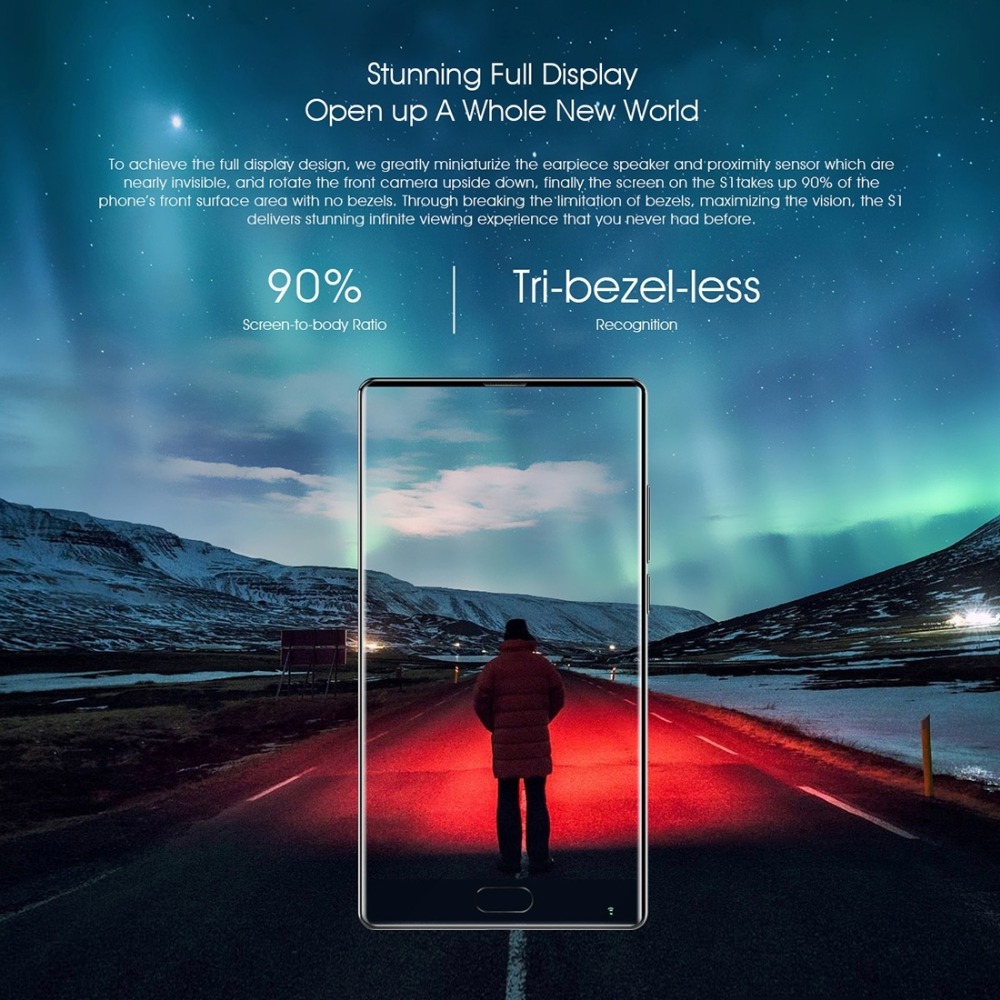 Stunning Full Display
Open up A Whole New World
To achieve the full display design, we greatly miniaturize the earpiece speaker and proximity sensor which are
nearly invisible, and rotate the front camera upside down, finally the screen on the S1takes up 90% of the
phone's front surface area with no bezels. Through breaking the limitation of bezels, maximizing the vision, the S1
delivers stunning infinite viewing experience that you never had before.
90%
Tri-bezel-less
Screen-to-body Ratio
Recognition